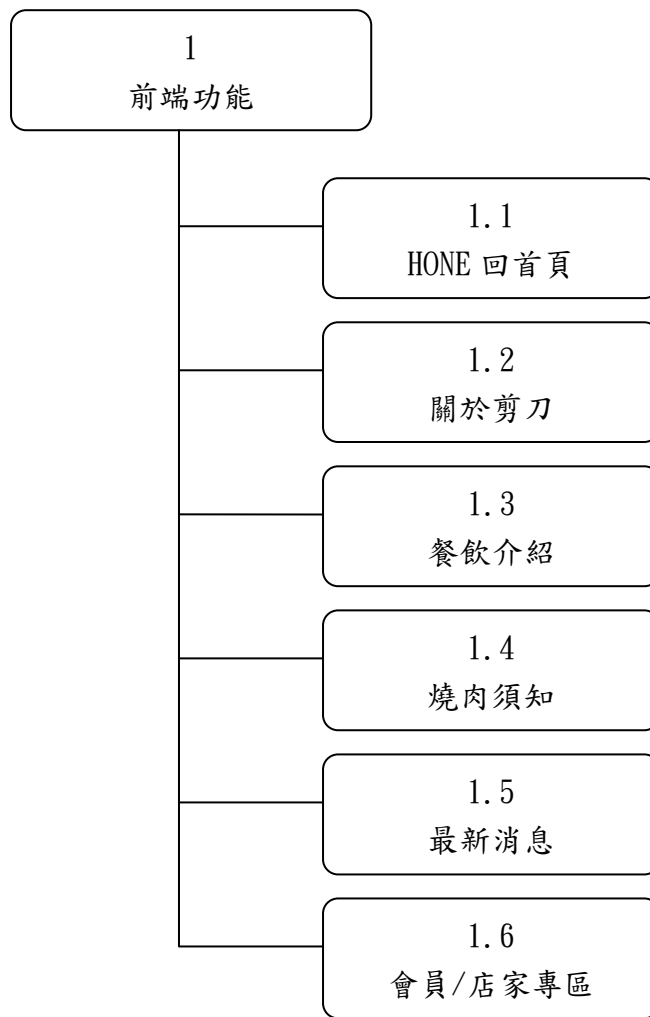 1
前端功能
1.1
HONE 回首頁
1.2
關於剪刀
1.3
餐飲介紹
1.4
燒肉須知
1.5
最新消息
1.6
會員/店家專區